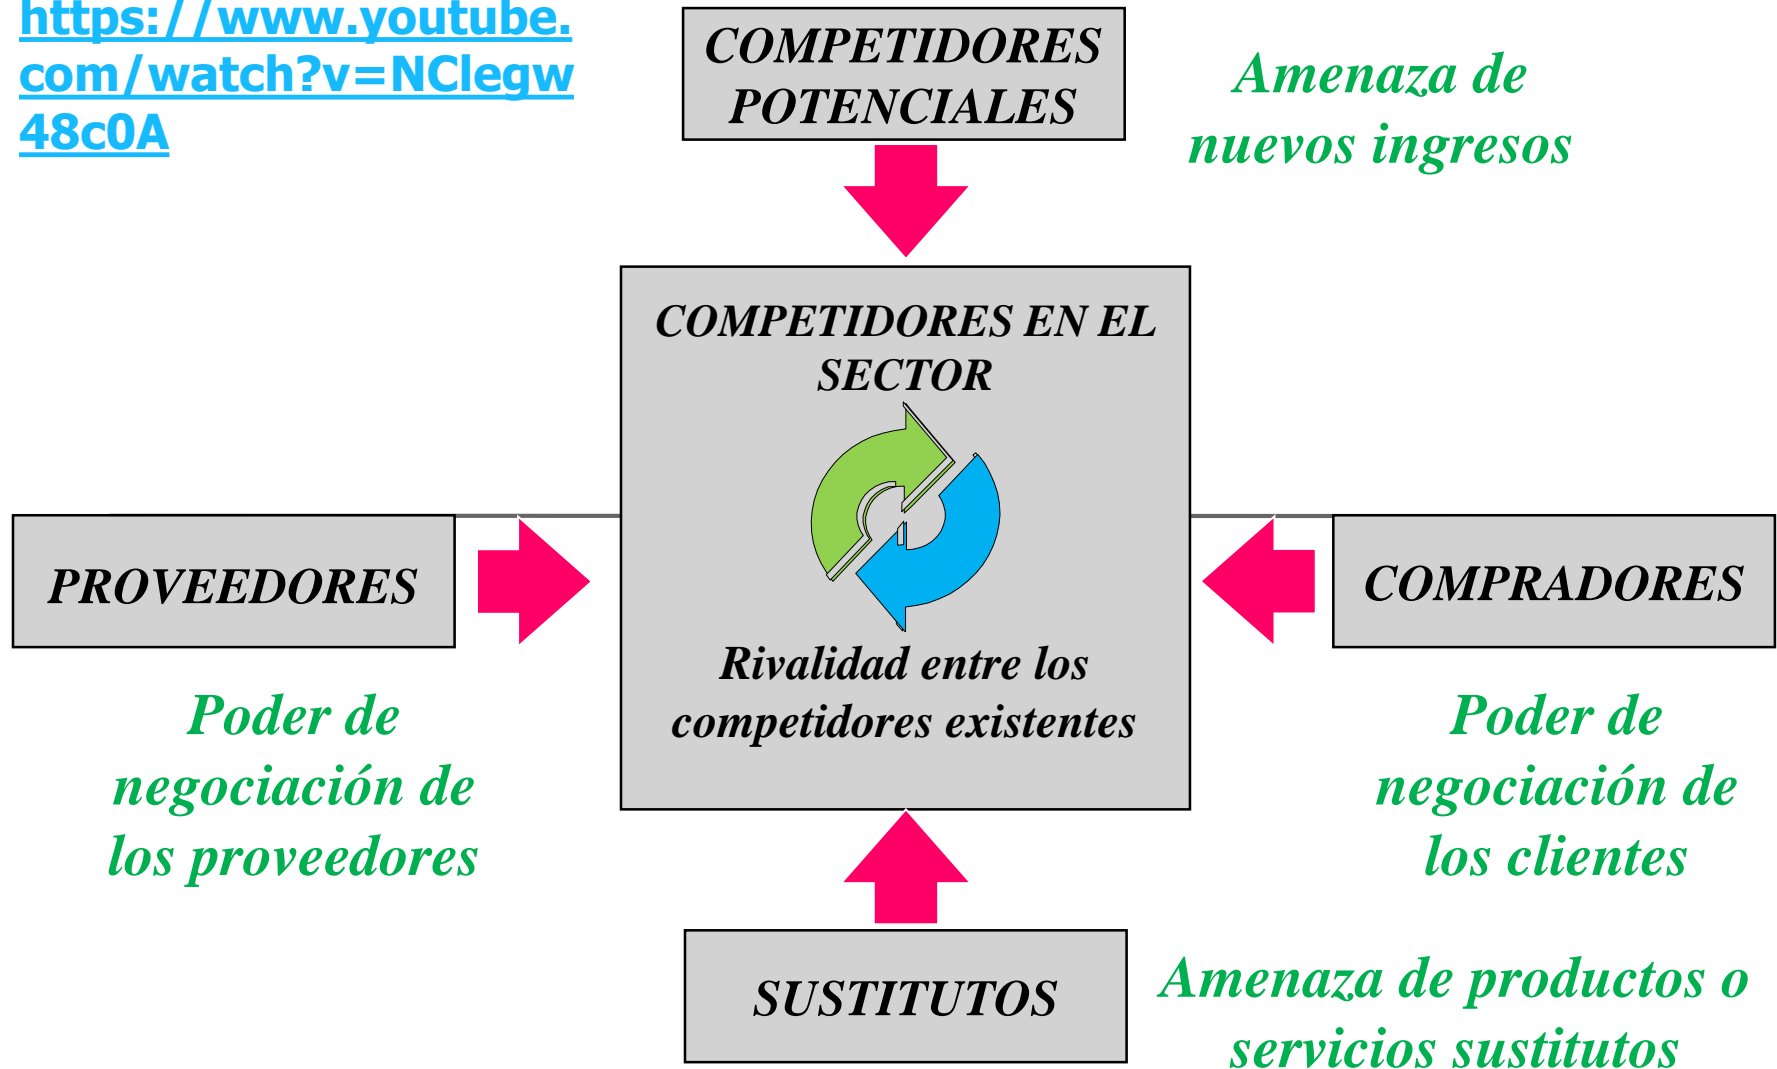 https://www.youtube.
com/watch?v=NClegw
48c0A
COMPETIDORES
POTENCIALES
Amenaza de
nuevos ingresos
COMPETIDORES EN EL
SECTOR
PROVEEDORES
COMPRADORES
Rivalidad entre los
competidores existentes
Poder de
negociación de
los proveedores
Poder de
negociación de
los clientes
SUSTITUTOS
Amenaza de productos o
servicios sustitutos